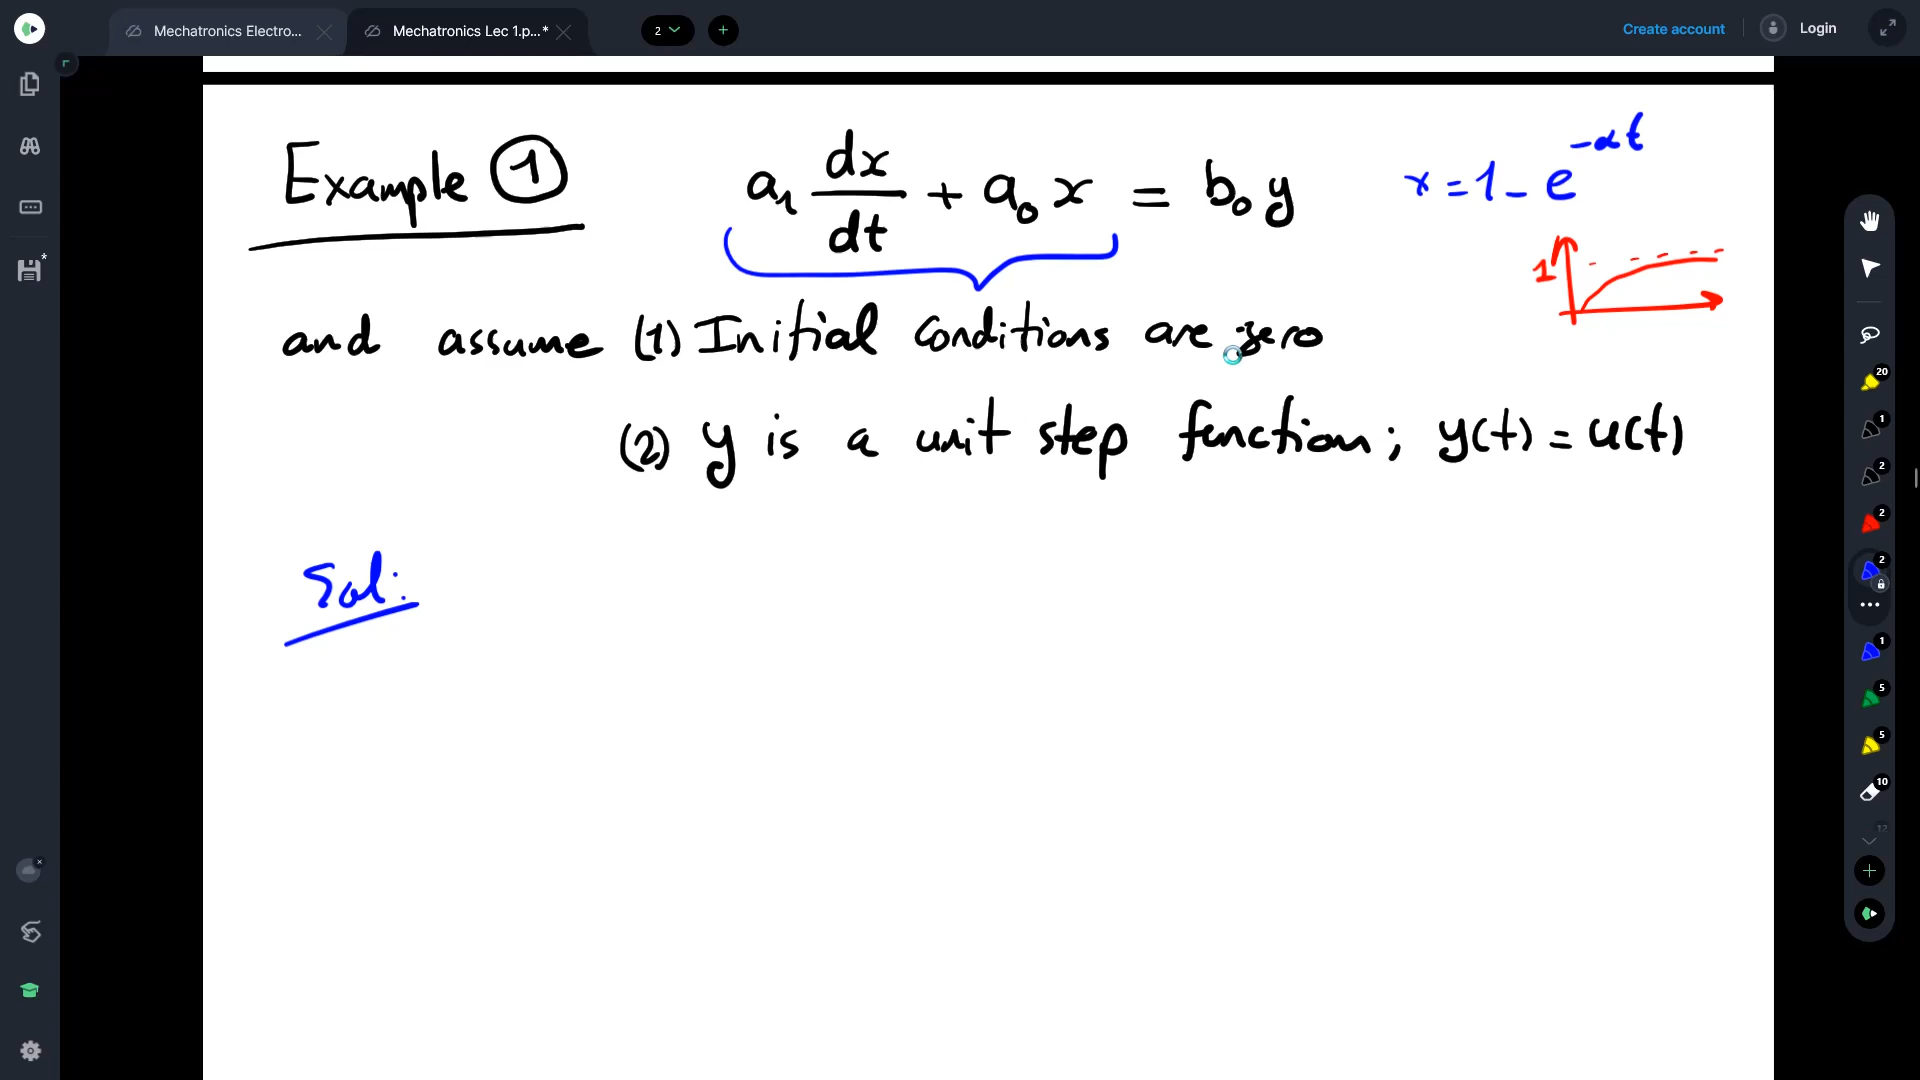 Mechatronics Electro...
Mechatronics Lec 1.p...*
2
Create account
Login
Example ①
a₁ dx/dt + a₀ x = b₀ y
x = 1 - e^{-αt}
1
and assume (1) Initial Conditions are zero
(2) y is a unit step function; y(t) = u(t)
Sol:
20
1
2
2
2
1
5
5
10
12